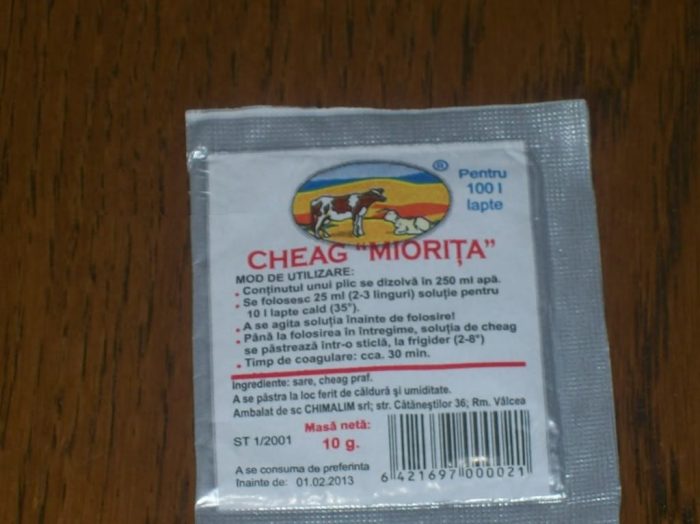 ®
Pentru
100 l
lapte
CHEAG "MIORIȚA"
MOD DE UTILIZARE:
• Conținutul unui plic se dizolvă în 250 ml apă.
• Se folosesc 25 ml (2-3 linguri) soluție pentru
10 l lapte cald (35°).
• A se agita soluția înainte de folosire!
• Până la folosirea în întregime, soluția de cheag
se păstrează într-o sticlă, la frigider (2-8°)
• Timp de coagulare: cca. 30 min.
Ingrediente: sare, cheag praf.
A se păstra la loc ferit de căldură și umiditate.
Ambalat de sc CHIMALIM srl; str. Cătăneștilor 36; Rm. Vâlcea
Masă netă:
ST 1/2001 10 g.
A se consuma de preferinta
înainte de: 01.02.2013
6 421697 000021